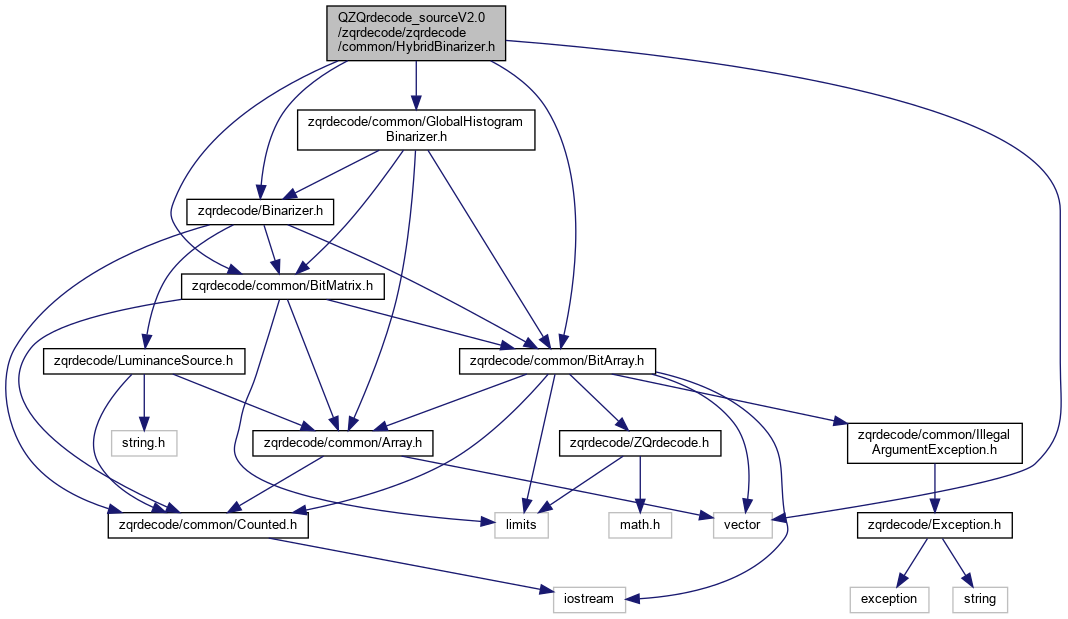 QZQrdecode_sourceV2.0
/zqrdecode/zqrdecode
/common/HybridBinarizer.h
zqrdecode/common/GlobalHistogram
Binarizer.h
zqrdecode/Binarizer.h
zqrdecode/common/BitMatrix.h
zqrdecode/LuminanceSource.h
zqrdecode/common/BitArray.h
string.h
zqrdecode/common/Array.h
zqrdecode/ZQrdecode.h
zqrdecode/common/Illegal
ArgumentException.h
zqrdecode/common/Counted.h
limits
math.h
vector
zqrdecode/Exception.h
iostream
exception
string